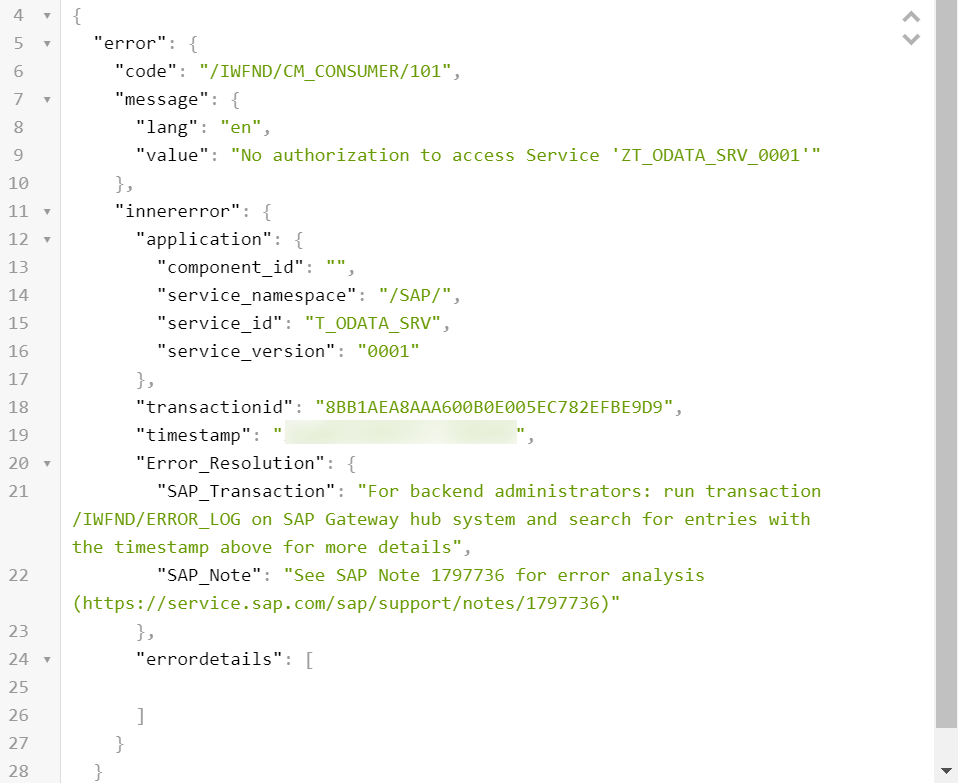 4 {
5 "error": {
6 "code": "/IWFND/CM_CONSUMER/101",
7 "message": {
8 "lang": "en",
9 "value": "No authorization to access Service 'ZT_ODATA_SRV_0001'"
10 },
11 "innererror": {
12 "application": {
13 "component_id": "",
14 "service_namespace": "/SAP/",
15 "service_id": "T_ODATA_SRV",
16 "service_version": "0001"
17 },
18 "transactionid": "8BB1AEA8AAA600B0E005EC782EFBE9D9",
19 "timestamp": "",
20 "Error_Resolution": {
21 "SAP_Transaction": "For backend administrators: run transaction
/IWFND/ERROR_LOG on SAP Gateway hub system and search for entries with
the timestamp above for more details",
22 "SAP_Note": "See SAP Note 1797736 for error analysis
(https://service.sap.com/sap/support/notes/1797736)"
23 },
24 "errordetails": [
25
26 ]
27 }
28 }